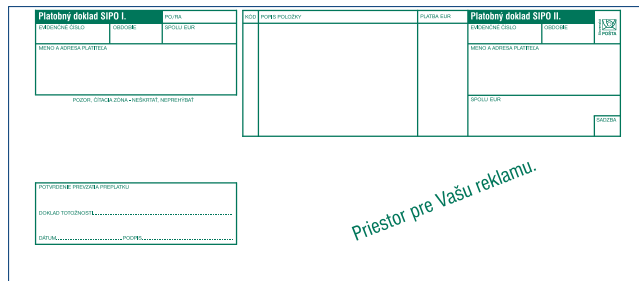 Platobný doklad SIPO I.
PO./RA
EVIDENČNÉ ČÍSLO
OBDOBIE
SPOLU EUR
MENO A ADRESA PLATITEĽA
POZOR, ČÍTACIA ZÓNA - NEŠKRTAŤ, NEPREHÝBAŤ
KÓD
POPIS POLOŽKY
PLATBA EUR
Platobný doklad SIPO II.
EVIDENČNÉ ČÍSLO
OBDOBIE
POŠTA
MENO A ADRESA PLATITEĽA
SPOLU EUR
SADZBA
POTVRDENIE PREVZATIA PREPLATKU
DOKLAD TOTOŽNOSTI
DÁTUM PODPIS
Priestor pre Vašu reklamu.